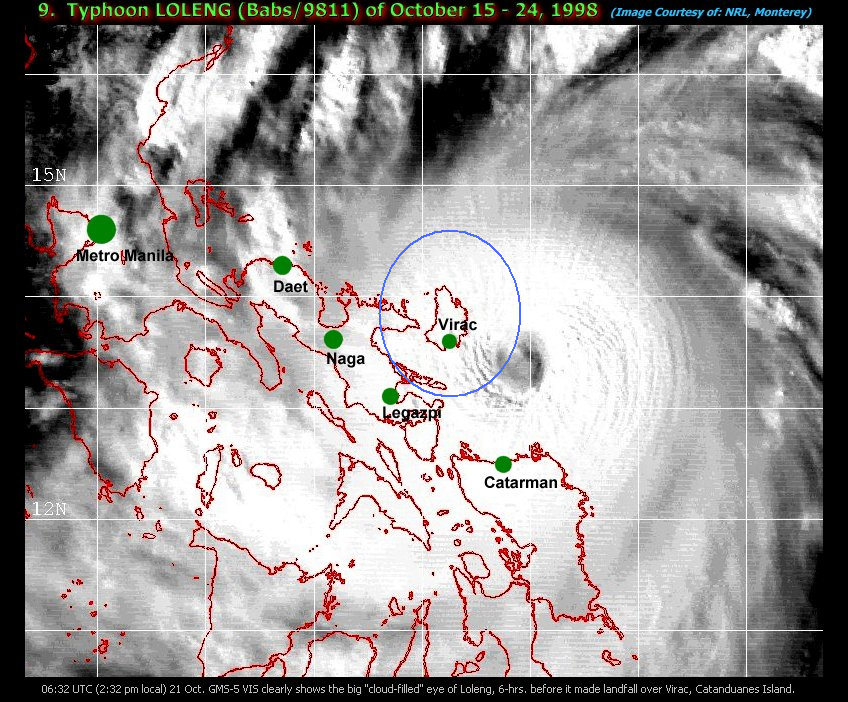 9. Typhoon LOLENG (Babs/9811) of October 15 - 24, 1998 (Image Courtesy of: NRL, Monterey)
15N
Metro Manila
Daet
Virac
Naga
Legazpi
Catarman
12N
06:32 UTC (2:32 pm local) 21 Oct. GMS-5 VIS clearly shows the big "cloud-filled" eye of Loleng, 6-hrs. before it made landfall over Virac, Catanduanes Island.